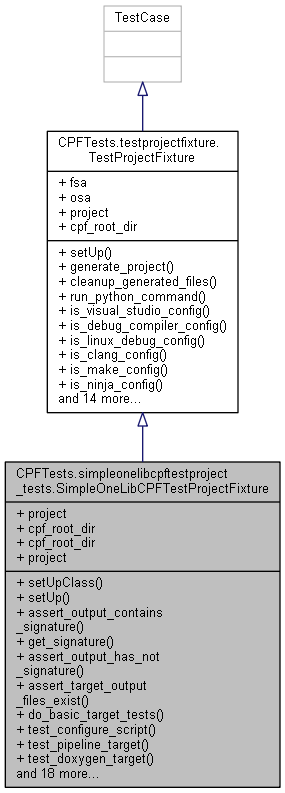 TestCase
CPFTests.testprojectfixture.
TestProjectFixture
+ fsa
+ osa
+ project
+ cpf_root_dir
+ setUp()
+ generate_project()
+ cleanup_generated_files()
+ run_python_command()
+ is_visual_studio_config()
+ is_debug_compiler_config()
+ is_linux_debug_config()
+ is_clang_config()
+ is_make_config()
+ is_ninja_config()
and 14 more...
CPFTests.simpleonelibcpftestproject
_tests.SimpleOneLibCPFTestProjectFixture
+ project
+ cpf_root_dir
+ cpf_root_dir
+ project
+ setUpClass()
+ setUp()
+ assert_output_contains
_signature()
+ get_signature()
+ assert_output_has_not
_signature()
+ assert_target_output
_files_exist()
+ do_basic_target_tests()
+ test_configure_script()
+ test_pipeline_target()
+ test_doxygen_target()
and 18 more...